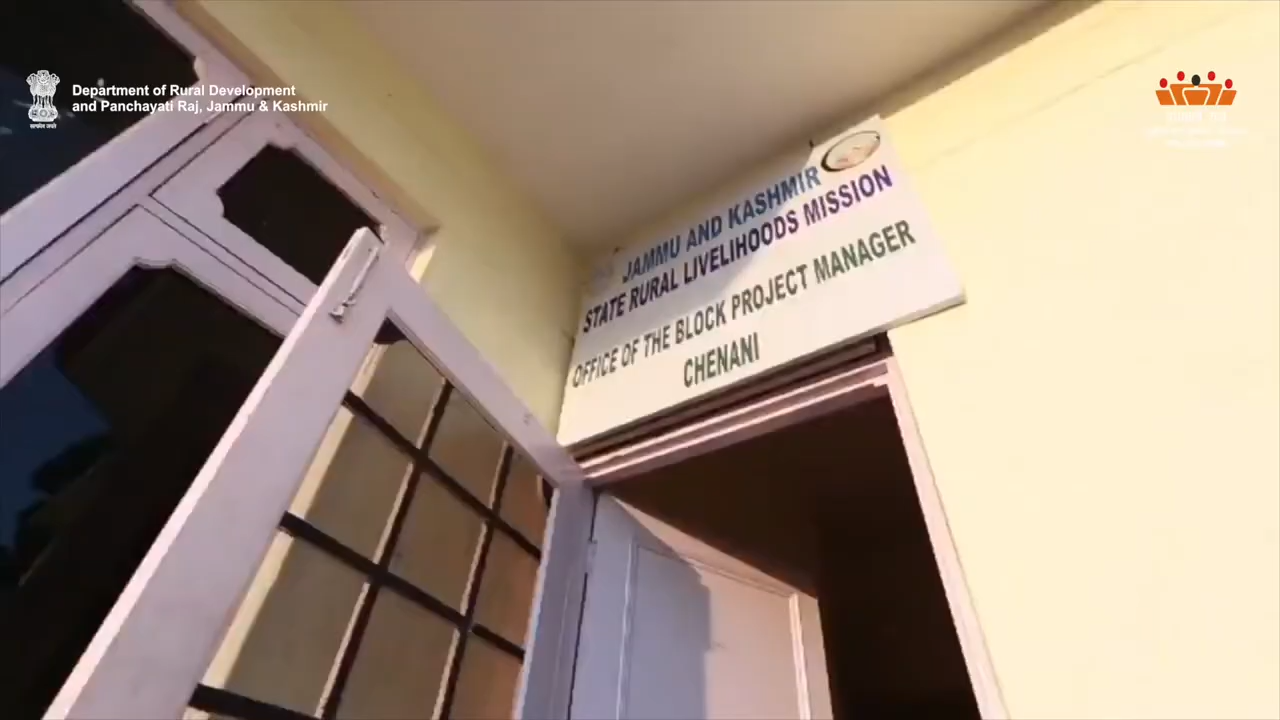 Department of Rural Development
and Panchayati Raj, Jammu & Kashmir
JAMMU AND KASHMIR
STATE RURAL LIVELIHOODS MISSION
OFFICE OF THE BLOCK PROJECT MANAGER
CHENANI